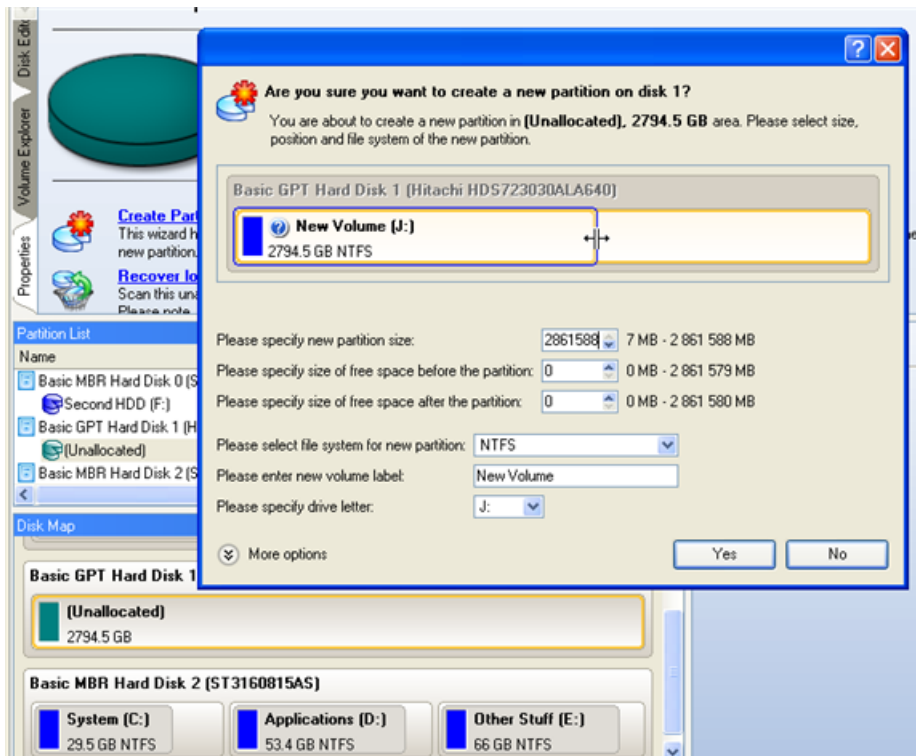 Disk Edito
Volume Explorer
Properties
Create Part
This wizard h
new partition.
Recover lo
Scan this una
Please note
Partition List
Name
Basic MBR Hard Disk 0 (S
Second HDD (F:)
Basic GPT Hard Disk 1 (H
(Unallocated)
Basic MBR Hard Disk 2 (S
Are you sure you want to create a new partition on disk 1?
You are about to create a new partition in (Unallocated), 2794.5 GB area. Please select size,
position and file system of the new partition.
Basic GPT Hard Disk 1 (Hitachi HDS723030ALA640)
New Volume (J:)
2794.5 GB NTFS
Please specify new partition size: 2861588 7 MB - 2 861 588 MB
Please specify size of free space before the partition: 0 0 MB - 2 861 579 MB
Please specify size of free space after the partition: 0 0 MB - 2 861 580 MB
Please select file system for new partition: NTFS
Please enter new volume label: New Volume
Please specify drive letter: J:
More options
Yes No
Disk Map
Basic GPT Hard Disk 1
(Unallocated)
2794.5 GB
Basic MBR Hard Disk 2 (ST3160815AS)
System (C:) Applications (D:) Other Stuff (E:)
29.5 GB NTFS 53.4 GB NTFS 66 GB NTFS